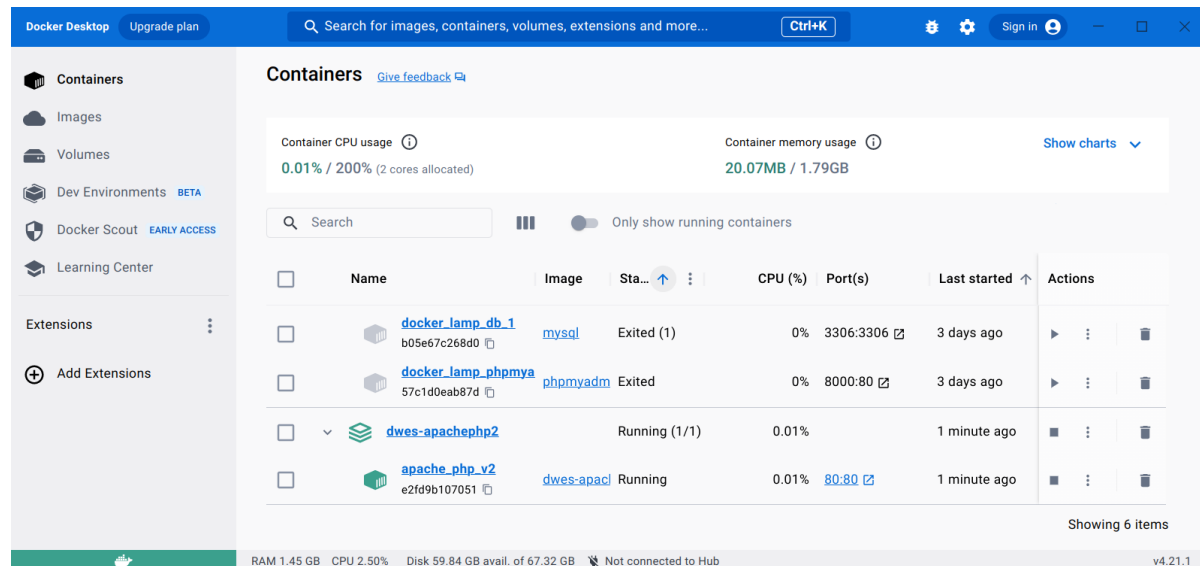 Docker Desktop Upgrade plan Search for images, containers, volumes, extensions and more... Ctrl+K Sign in
Containers
Images
Volumes
Dev Environments BETA
Docker Scout EARLY ACCESS
Learning Center
Extensions
Add Extensions
Containers Give feedback
Container CPU usage
0.01% / 200% (2 cores allocated)
Container memory usage
20.07MB / 1.79GB
Show charts
Search
Only show running containers
Name Image Sta... CPU (%) Port(s) Last started Actions
docker_lamp_db_1 mysql Exited (1) 0% 3306:3306 3 days ago
b05e67c268d0
docker_lamp_phpmya phpmyadm Exited 0% 8000:80 3 days ago
57c1d0eab87d
dwes-apachephp2 Running (1/1) 0.01% 1 minute ago
apache_php_v2 dwes-apacl Running 0.01% 80:80 1 minute ago
e2fd9b107051
Showing 6 items
RAM 1.45 GB CPU 2.50% Disk 59.84 GB avail. of 67.32 GB Not connected to Hub v4.21.1